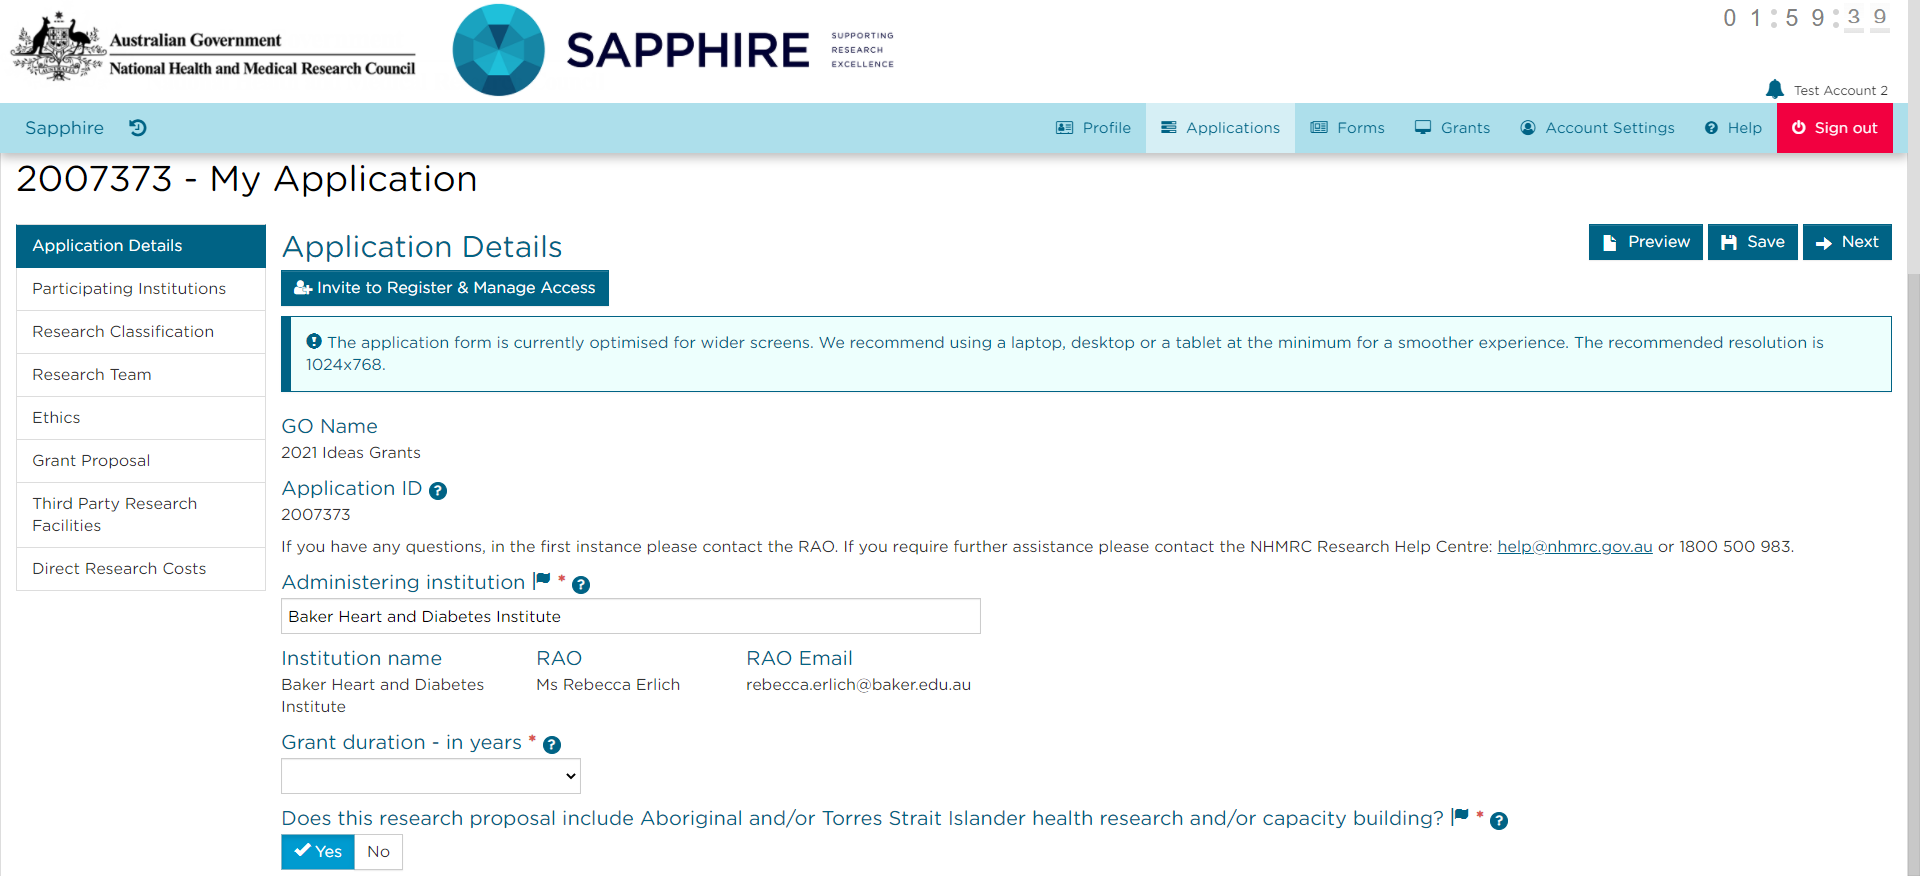 Australian Government
National Health and Medical Research Council
SAPPHIRE
SUPPORTING
RESEARCH
EXCELLENCE
01:59:39
Test Account 2
Sapphire
Profile
Applications
Forms
Grants
Account Settings
Help
Sign out
2007373 - My Application
Application Details
Participating Institutions
Research Classification
Research Team
Ethics
Grant Proposal
Third Party Research
Facilities
Direct Research Costs
Application Details
Preview
Save
Next
Invite to Register & Manage Access
The application form is currently optimised for wider screens. We recommend using a laptop, desktop or a tablet at the minimum for a smoother experience. The recommended resolution is
1024x768.
GO Name
2021 Ideas Grants
Application ID ?
2007373
If you have any questions, in the first instance please contact the RAO. If you require further assistance please contact the NHMRC Research Help Centre: help@nhmrc.gov.au or 1800 500 983.
Administering institution * ?
Baker Heart and Diabetes Institute
Institution name
Baker Heart and Diabetes
Institute
RAO
Ms Rebecca Erlich
RAO Email
rebecca.erlich@baker.edu.au
Grant duration - in years * ?
Does this research proposal include Aboriginal and/or Torres Strait Islander health research and/or capacity building? * ?
Yes
No